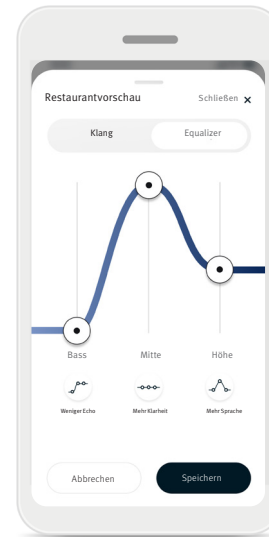 Restaurantvorschau
Schließen ×
Klang
Equalizer
Bass
Mitte
Höhe
Weniger Echo
Mehr Klarheit
Mehr Sprache
Abbrechen
Speichern